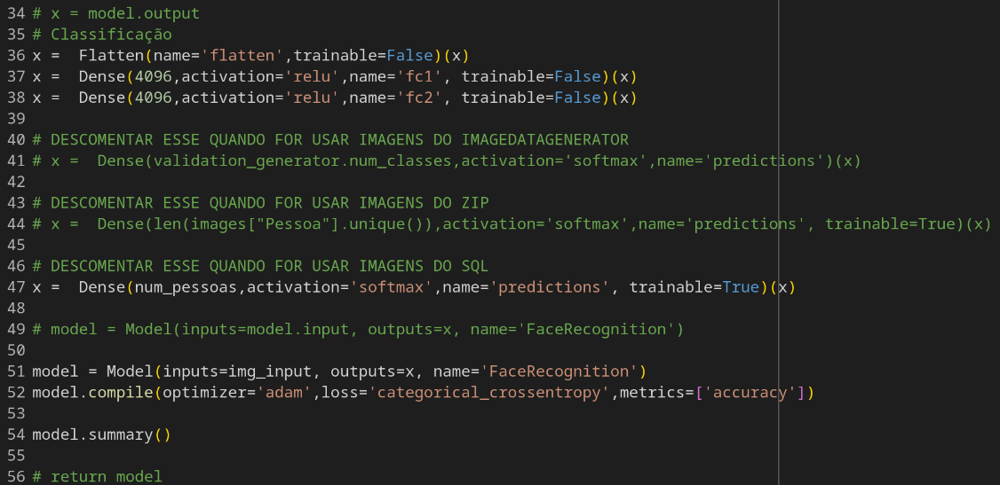 34 # x = model.output
35 # Classificação
36 x =  Flatten(name='flatten',trainable=False)(x)
37 x =  Dense(4096,activation='relu',name='fc1', trainable=False)(x)
38 x =  Dense(4096,activation='relu',name='fc2', trainable=False)(x)
39
40 # DESCOMENTAR ESSE QUANDO FOR USAR IMAGENS DO IMAGEDATAGENERATOR
41 # x =  Dense(validation_generator.num_classes,activation='softmax',name='predictions')(x)
42
43 # DESCOMENTAR ESSE QUANDO FOR USAR IMAGENS DO ZIP
44 # x =  Dense(len(images["Pessoa"].unique()),activation='softmax',name='predictions', trainable=True)(x)
45
46 # DESCOMENTAR ESSE QUANDO FOR USAR IMAGENS DO SQL
47 x =  Dense(num_pessoas,activation='softmax',name='predictions', trainable=True)(x)
48
49 # model = Model(inputs=model.input, outputs=x, name='FaceRecognition')
50
51 model = Model(inputs=img_input, outputs=x, name='FaceRecognition')
52 model.compile(optimizer='adam',loss='categorical_crossentropy',metrics=['accuracy'])
53
54 model.summary()
55
56 # return model